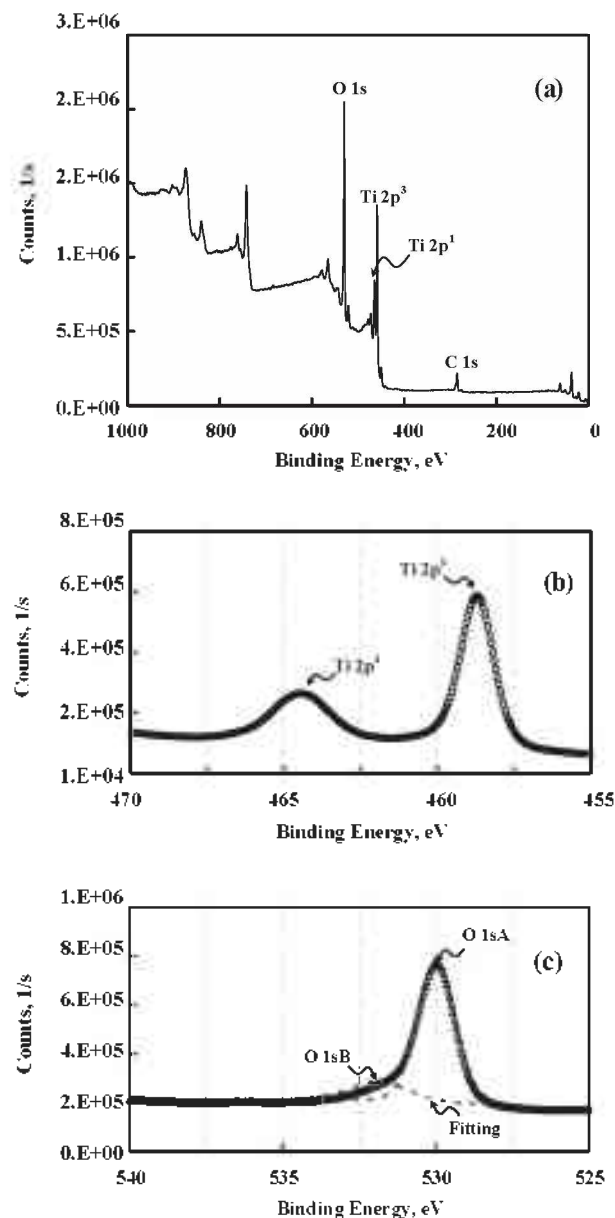 3.E+06
2.E+06
2.E+06
1.E+06
5.E+05
0.E+00
Counts, 1/s
O 1s
(a)
Ti 2p³
Ti 2p¹
C 1s
1000 800 600 400 200 0
Binding Energy, eV
8.E+05
6.E+05
4.E+05
2.E+05
1.E+04
Counts, 1/s
Ti 2p³
(b)
Ti 2p¹
470 465 460 455
Binding Energy, eV
1.E+06
8.E+05
6.E+05
4.E+05
2.E+05
0.E+00
Counts, 1/s
O 1sA
(c)
O 1sB
Fitting
540 535 530 525
Binding Energy, eV